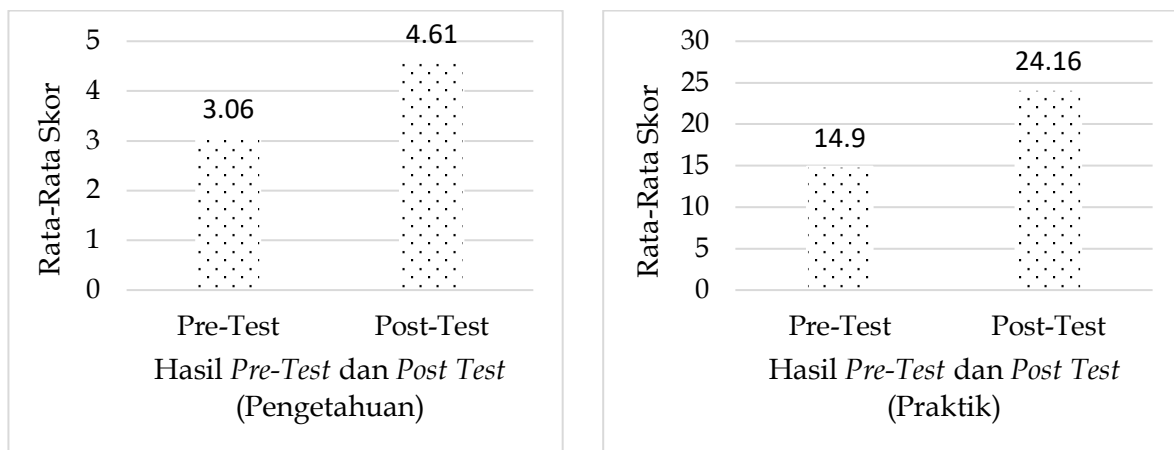 Rata-Rata Skor
5
4
3
2
1
0
3.06
4.61
Pre-Test
Post-Test
Hasil Pre-Test dan Post Test
(Pengetahuan)
Rata-Rata Skor
30
25
20
15
10
5
0
14.9
24.16
Pre-Test
Post-Test
Hasil Pre-Test dan Post Test
(Praktik)